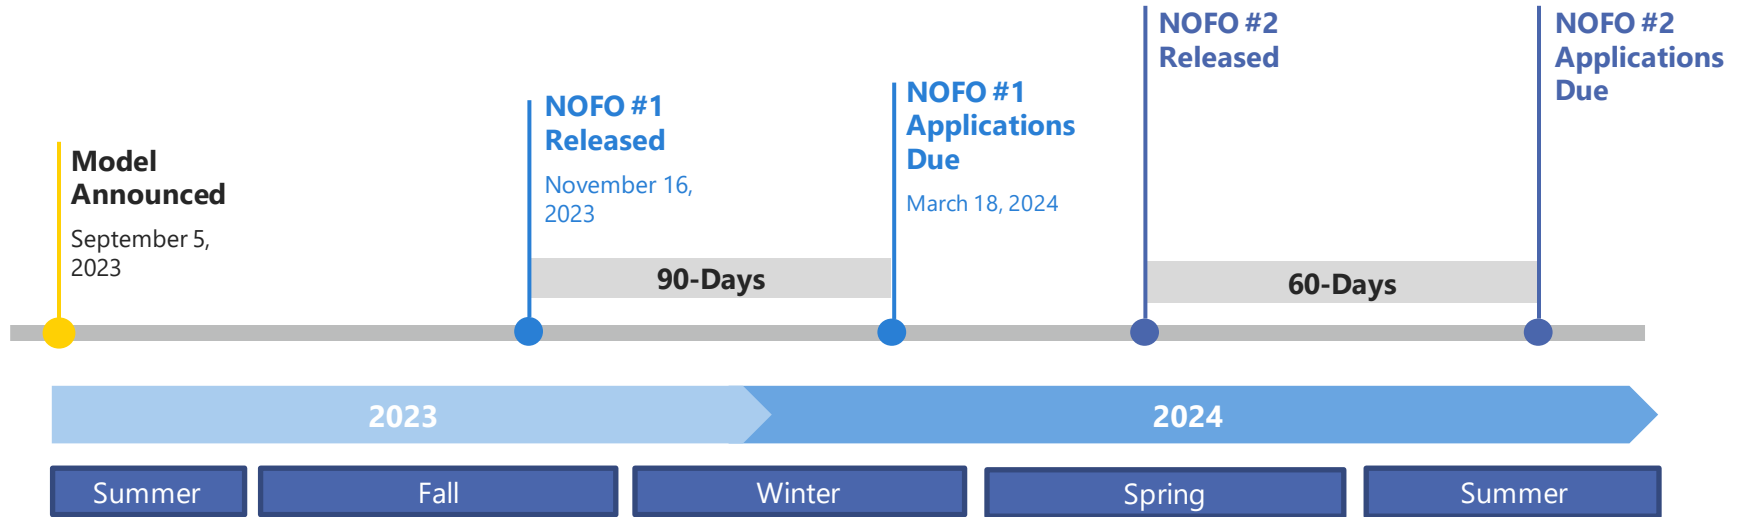 Model
Announced
September 5,
2023
NOFO #1
Released
November 16,
2023
90-Days
NOFO #1
Applications
Due
March 18, 2024
NOFO #2
Released
60-Days
NOFO #2
Applications
Due
2023
2024
Summer
Fall
Winter
Spring
Summer